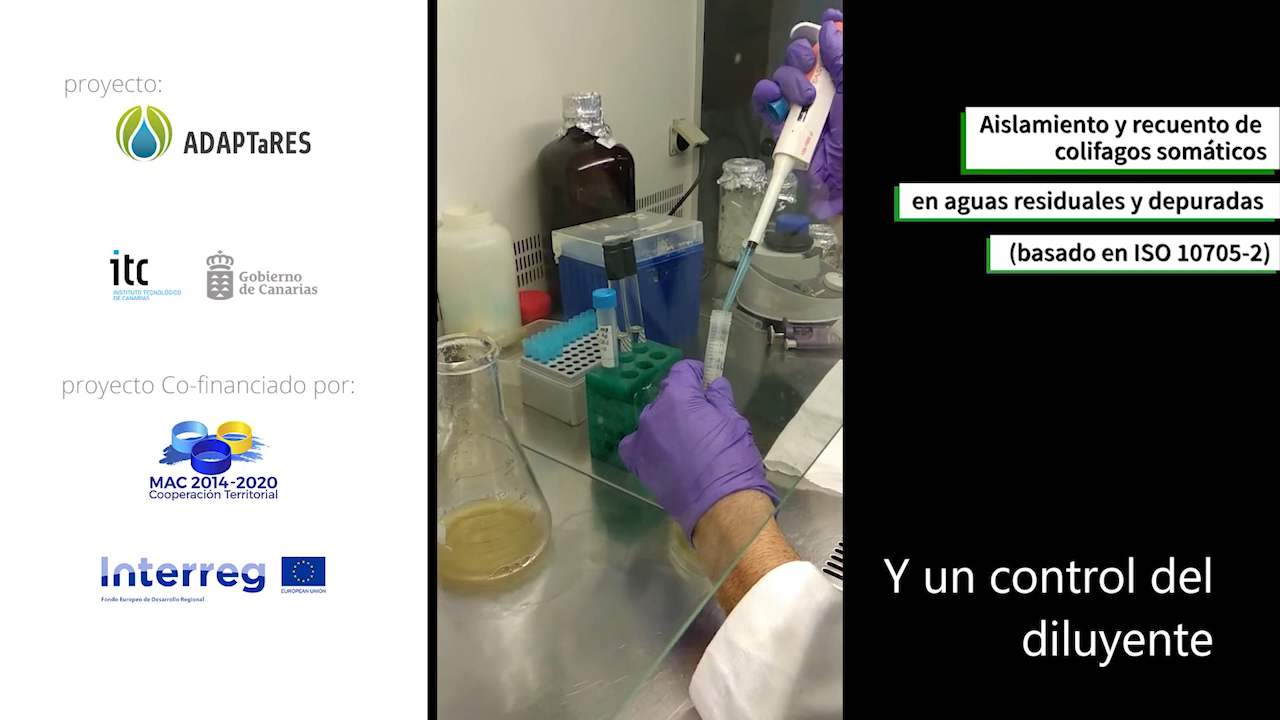 proyecto:
ADAPTaRES
itc
INSTITUTO TECNOLÓGICO
DE CANARIAS
Gobierno
de Canarias
proyecto Co-financiado por:
MAC 2014-2020
Cooperación Territorial
Interreg
EUROPEAN UNION
Fondo Europeo de Desarrollo Regional
Aislamiento y recuento de
colifagos somáticos
en aguas residuales y depuradas
(basado en ISO 10705-2)
Y un control del
diluyente